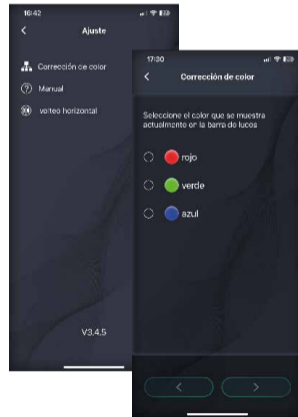 16:42
Ajuste
Corrección de color
Manual
volteo horizontal
V3.4.5
17:30
Corrección de color
Seleccione el color que se muestra
actualmente en la barra de luces
rojo
verde
azul